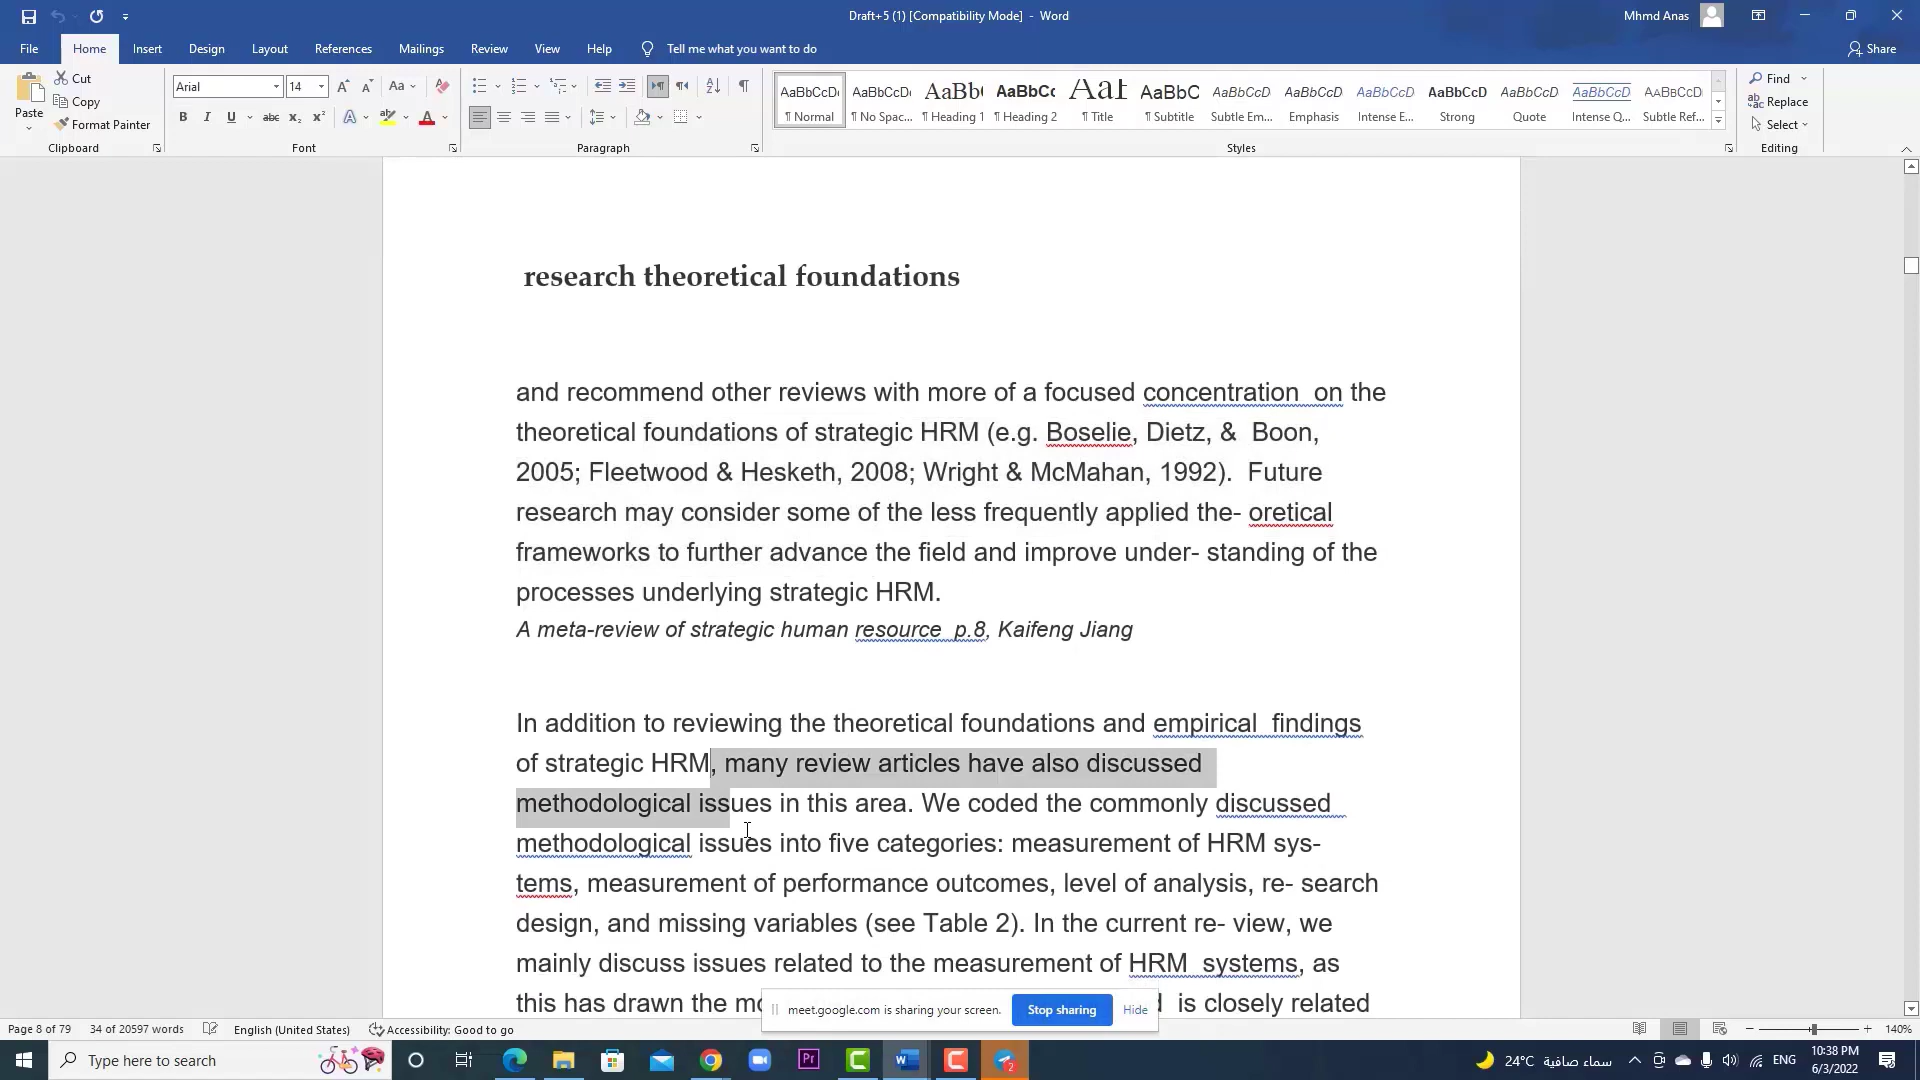 Draft+5 (1) [Compatibility Mode] - Word
Mhmd Anas
File Home Insert Design Layout References Mailings Review View Help Tell me what you want to do
Share
Paste
Cut
Copy
Format Painter
Clipboard
Arial 14
Font
Paragraph
AaBbCcDc AaBbCcDc AaBbC AaBbCc AaB AaBbC AaBbCcD AaBbCcD AaBbCcD AaBbCcD AaBbCcD AaBbCcD AaBbCcD
¶ Normal ¶ No Spac... ¶ Heading 1 ¶ Heading 2 ¶ Title ¶ Subtitle Subtle Em... Emphasis Intense E... Strong Quote Intense Q... Subtle Ref...
Styles
Find
Replace
Select
Editing
research theoretical foundations
and recommend other reviews with more of a focused concentration  on the
theoretical foundations of strategic HRM (e.g. Boselie, Dietz, &  Boon,
2005; Fleetwood & Hesketh, 2008; Wright & McMahan, 1992).  Future
research may consider some of the less frequently applied the- oretical
frameworks to further advance the field and improve under- standing of the
processes underlying strategic HRM.
A meta-review of strategic human resource  p.8, Kaifeng Jiang
In addition to reviewing the theoretical foundations and empirical  findings
of strategic HRM, many review articles have also discussed
methodological issues in this area. We coded the commonly discussed
methodological issues into five categories: measurement of HRM sys-
tems, measurement of performance outcomes, level of analysis, re- search
design, and missing variables (see Table 2). In the current re- view, we
mainly discuss issues related to the measurement of HRM  systems, as
this has drawn the is closely related
meet.google.com is sharing your screen. Stop sharing Hide
Page 8 of 79 34 of 20597 words English (United States) Accessibility: Good to go 140%
Type here to search
24°C سماء صافية ENG
10:38 PM
6/3/2022